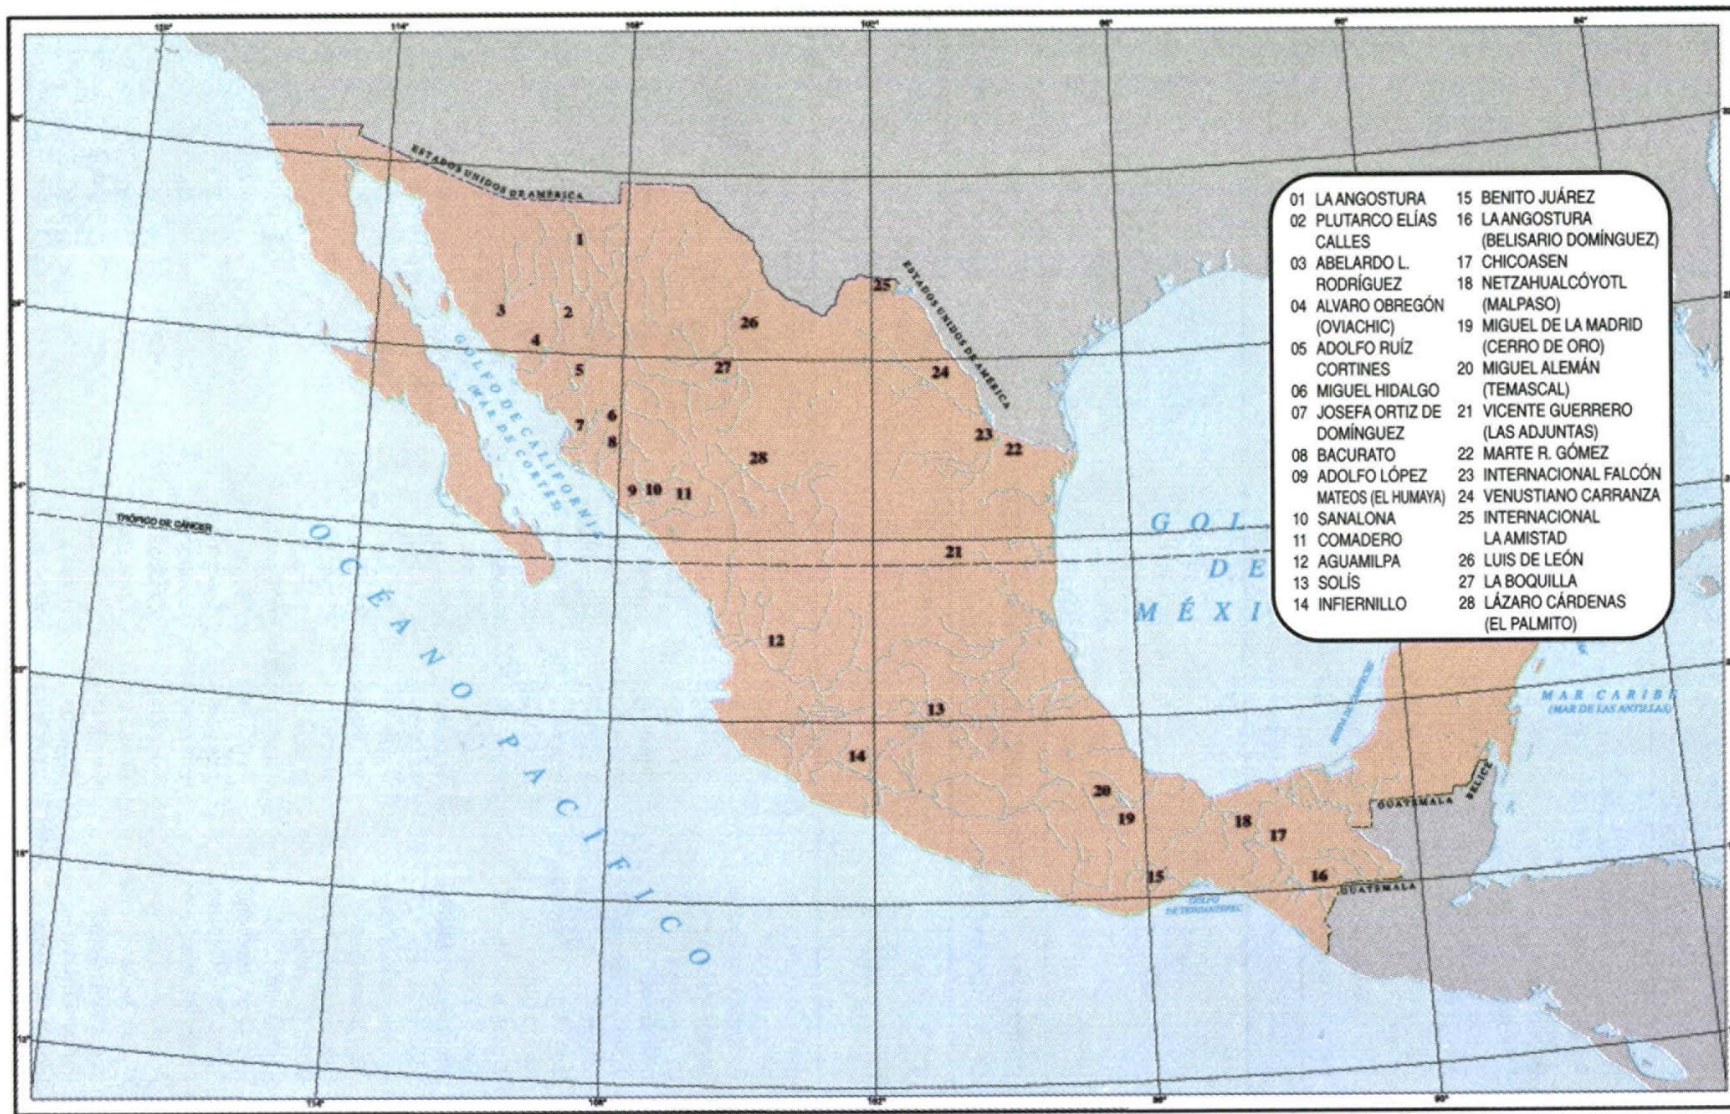 114°
108°
102°
ESTADOS UNIDOS DE AMÉRICA
ESTADOS UNIDOS DE AMÉRICA
01 LA ANGOSTURA
02 PLUTARCO ELÍAS
CALLES
03 ABELARDO L.
RODRÍGUEZ
04 ALVARO OBREGÓN
(OVIACHIC)
05 ADOLFO RUÍZ
CORTINES
06 MIGUEL HIDALGO
07 JOSEFA ORTIZ DE
DOMÍNGUEZ
08 BACURATO
09 ADOLFO LÓPEZ
MATEOS (EL HUMAYA)
10 SANALONA
11 COMADERO
12 AGUAMILPA
13 SOLÍS
14 INFIERNILLO
15 BENITO JUÁREZ
16 LA ANGOSTURA
(BELISARIO DOMÍNGUEZ)
17 CHICOASEN
18 NETZAHUALCÓYOTL
(MALPASO)
19 MIGUEL DE LA MADRID
(CERRO DE ORO)
20 MIGUEL ALEMÁN
(TEMASCAL)
21 VICENTE GUERRERO
(LAS ADJUNTAS)
22 MARTE R. GÓMEZ
23 INTERNACIONAL FALCÓN
24 VENUSTIANO CARRANZA
25 INTERNACIONAL
LA AMISTAD
26 LUIS DE LEÓN
27 LA BOQUILLA
28 LÁZARO CÁRDENAS
(EL PALMITO)
1
25
3
2
26
4
5
27
24
6
7
8
23
22
28
9
10
11
21
12
13
14
20
19
18
17
15
16
GOLFO DE CALIFORNIA
(MAR DE CORTÉS)
TRÓPICO DE CÁNCER
OCÉANO PACÍFICO
GOL
DE
MÉXI
MAR CARIBE
(MAR DE LAS ANTILLAS)
BELICE
GUATEMALA
GUATEMALA
GOLFO
DE TEHUANTEPEC